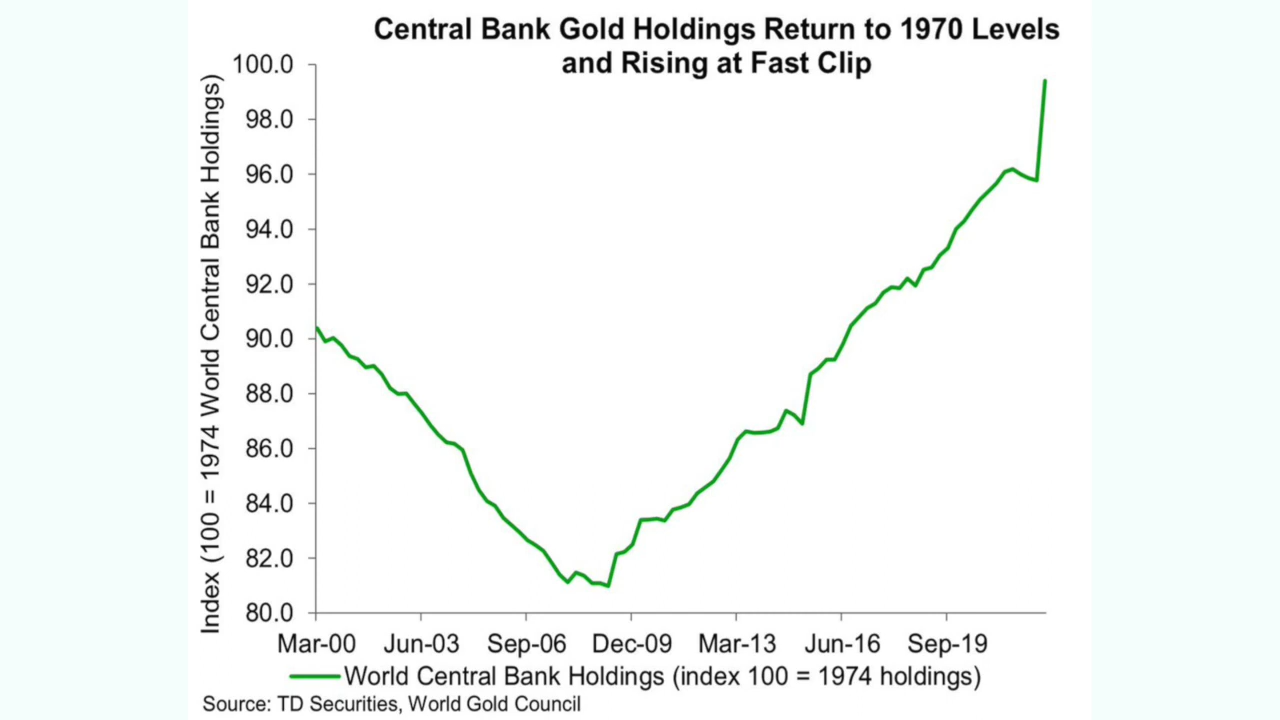 Central Bank Gold Holdings Return to 1970 Levels
and Rising at Fast Clip
Index (100 = 1974 World Central Bank Holdings)
100.0
98.0
96.0
94.0
92.0
90.0
88.0
86.0
84.0
82.0
80.0
Mar-00 Jun-03 Sep-06 Dec-09 Mar-13 Jun-16 Sep-19
World Central Bank Holdings (index 100 = 1974 holdings)
Source: TD Securities, World Gold Council